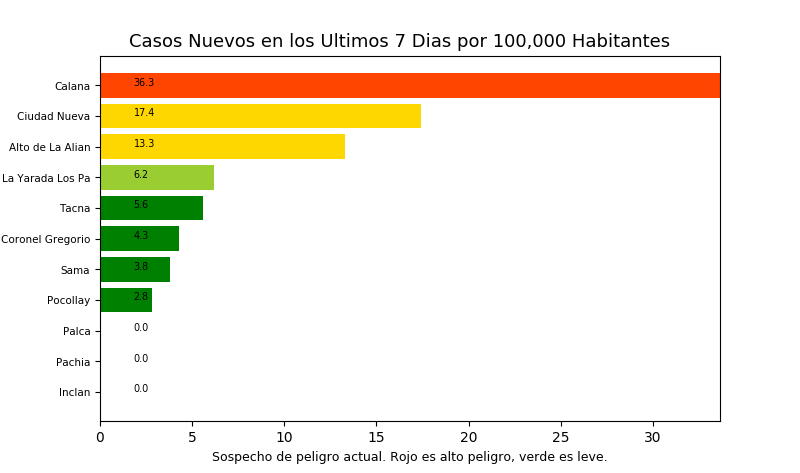 Casos Nuevos en los Ultimos 7 Dias por 100,000 Habitantes
Calana 36.3
Ciudad Nueva 17.4
Alto de La Alian 13.3
La Yarada Los Pa 6.2
Tacna 5.6
Coronel Gregorio 4.3
Sama 3.8
Pocollay 2.8
Palca 0.0
Pachia 0.0
Inclan 0.0
0 5 10 15 20 25 30
Sospecho de peligro actual. Rojo es alto peligro, verde es leve.